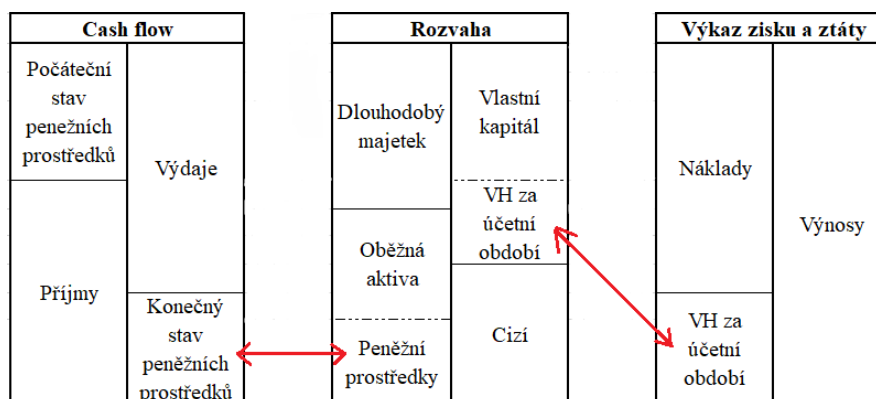 Cash flow
Počáteční
stav
penežních
prostředků
Příjmy
Výdaje
Konečný
stav
peněžních
prostředků
Rozvaha
Dlouhodobý
majetek
Oběžná
aktiva
Peněžní
prostředky
Vlastní
kapitál
VH za
účetní
období
Cizí
Výkaz zisku a ztáty
Náklady
VH za
účetní
období
Výnosy